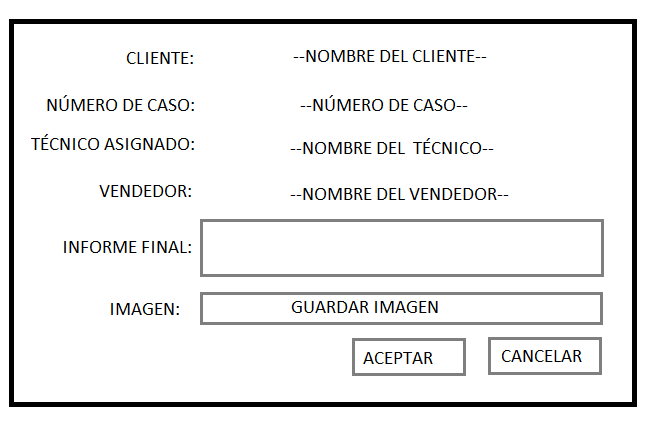 CLIENTE: --NOMBRE DEL CLIENTE--
NÚMERO DE CASO: --NÚMERO DE CASO--
TÉCNICO ASIGNADO: --NOMBRE DEL TÉCNICO--
VENDEDOR: --NOMBRE DEL VENDEDOR--
INFORME FINAL:
IMAGEN: GUARDAR IMAGEN
ACEPTAR CANCELAR